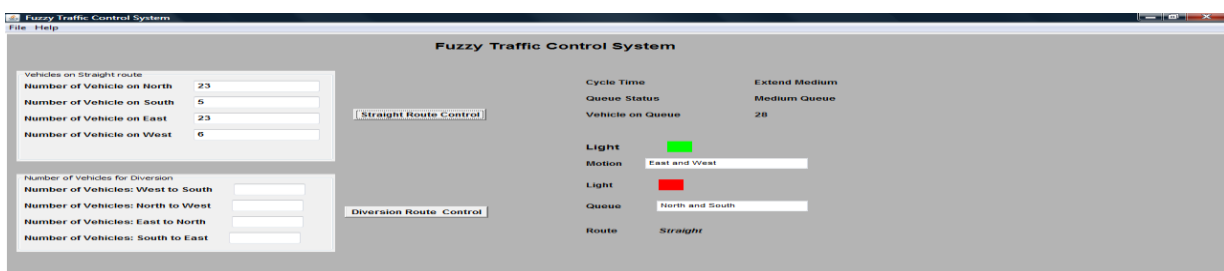 Fuzzy Traffic Control System
File Help
Fuzzy Traffic Control System
Vehicles on Straight route
Number of Vehicle on North 23
Number of Vehicle on South 5
Number of Vehicle on East 23
Number of Vehicle on West 6
Straight Route Control
Number of Vehicles for Diversion
Number of Vehicles: West to South
Number of Vehicles: North to West
Number of Vehicles: East to North
Number of Vehicles: South to East
Diversion Route Control
Cycle Time Extend Medium
Queue Status Medium Queue
Vehicle on Queue 28
Light
Motion East and West
Light
Queue North and South
Route Straight